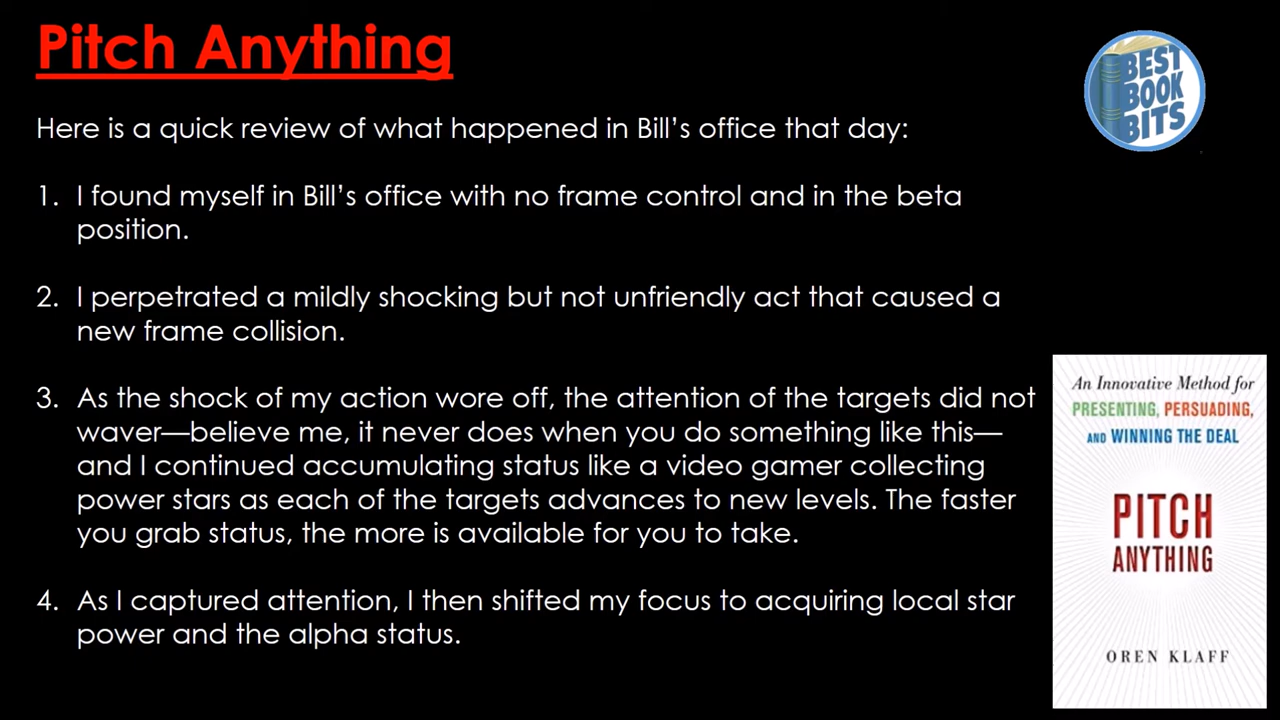 Pitch Anything
BEST
BOOK
BITS
Here is a quick review of what happened in Bill's office that day:
1. I found myself in Bill's office with no frame control and in the beta
position.
2. I perpetrated a mildly shocking but not unfriendly act that caused a
new frame collision.
3. As the shock of my action wore off, the attention of the targets did not
waver—believe me, it never does when you do something like this—
and I continued accumulating status like a video gamer collecting
power stars as each of the targets advances to new levels. The faster
you grab status, the more is available for you to take.
4. As I captured attention, I then shifted my focus to acquiring local star
power and the alpha status.
An Innovative Method for
PRESENTING, PERSUADING,
AND WINNING THE DEAL
PITCH
ANYTHING
OREN KLAFF